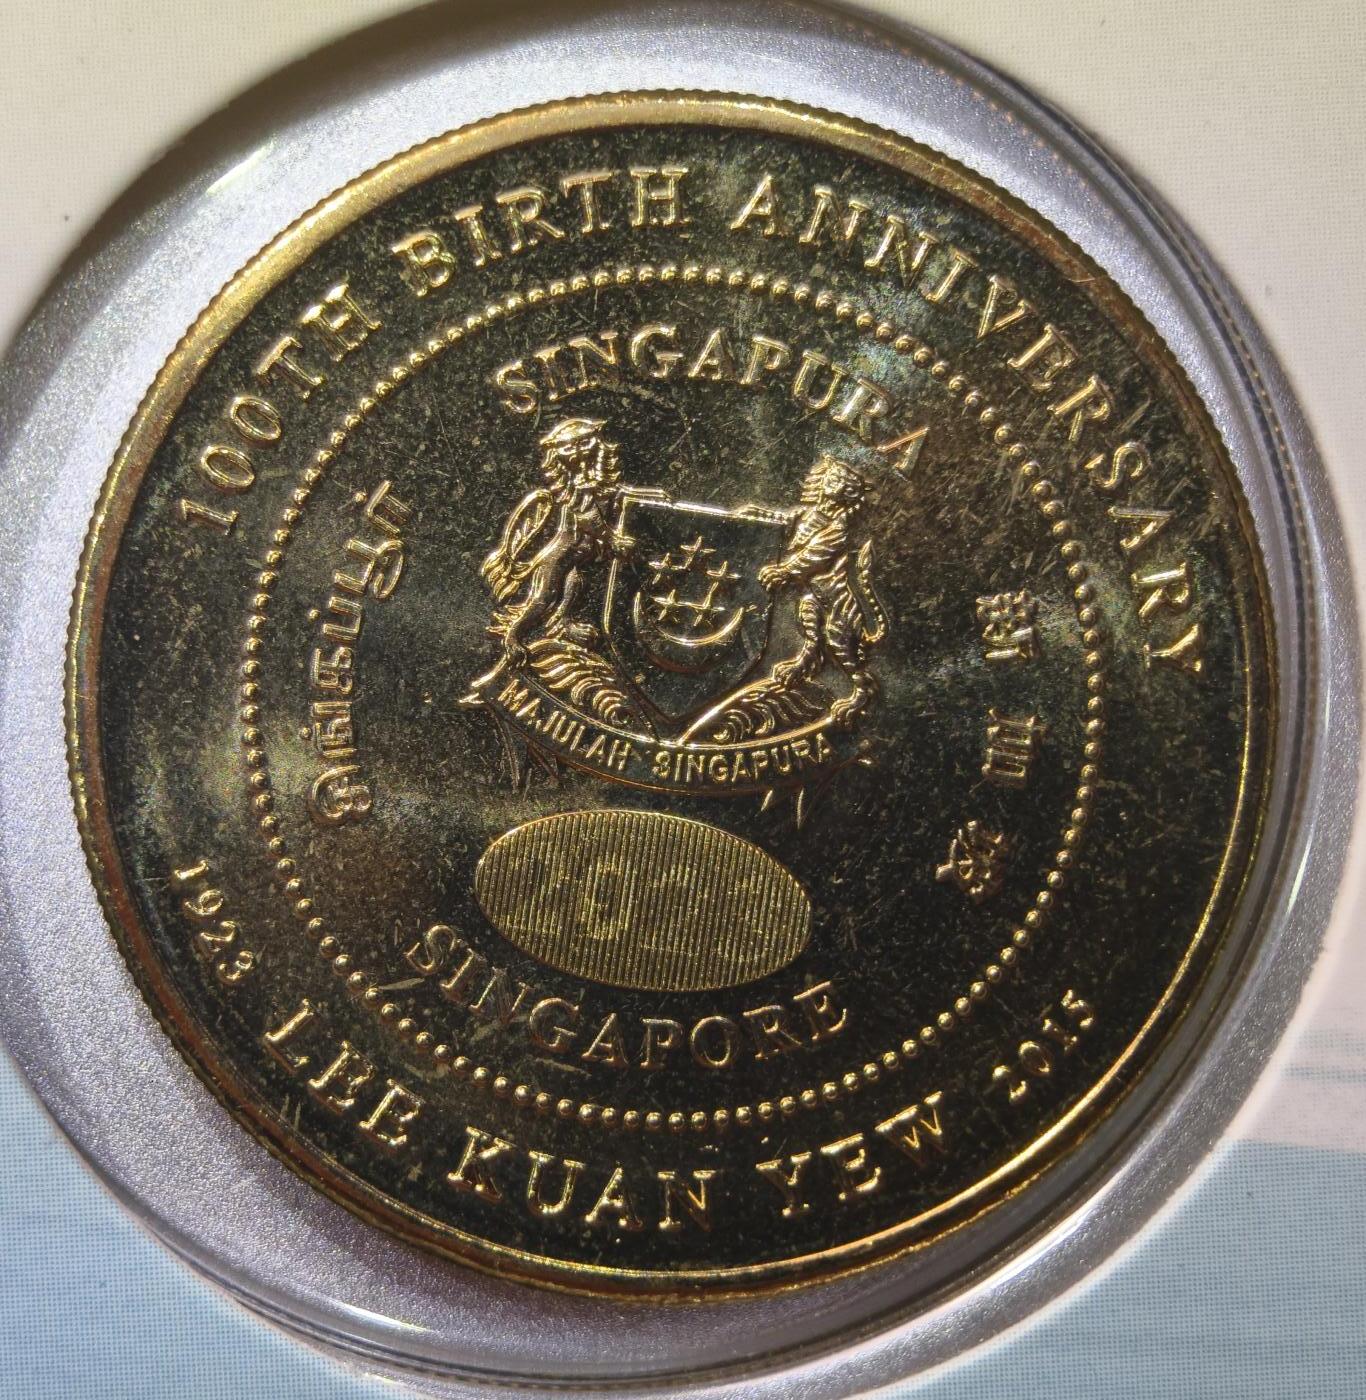 100TH BIRTH ANNIVERSARY
SINGAPURA
சிங்கப்பூர்
新加坡
MAJULAH SINGAPURA
SINGAPORE
1923 LEE KUAN YEW 2015